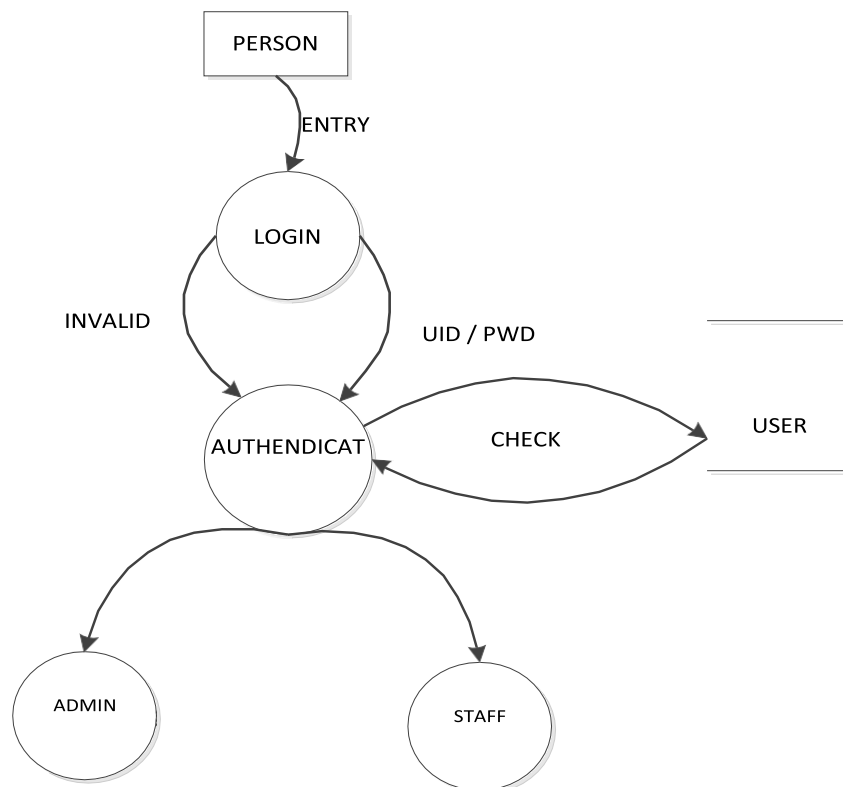 PERSON
ENTRY
LOGIN
INVALID
UID / PWD
AUTHENDICAT
CHECK
USER
ADMIN
STAFF